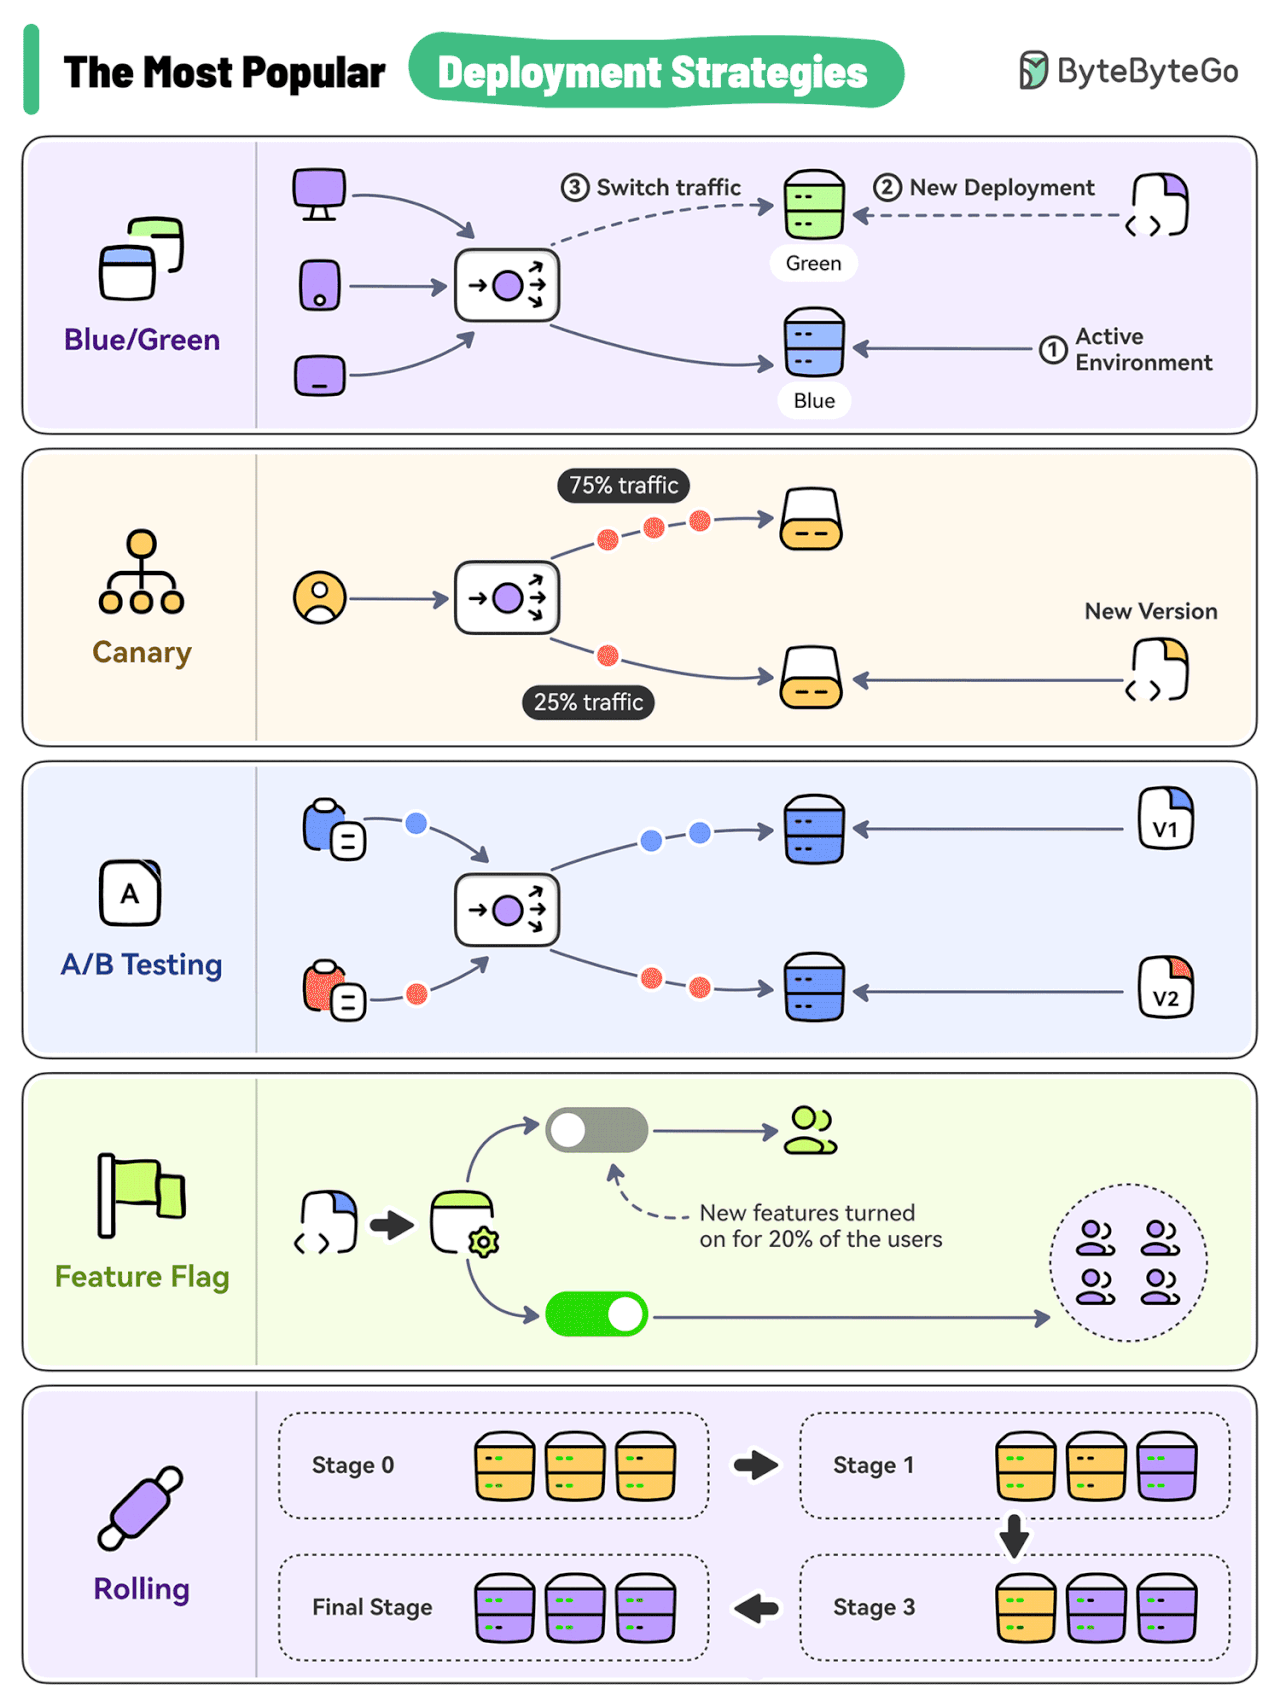 The Most Popular Deployment Strategies
ByteByteGo
Blue/Green
3 Switch traffic
2 New Deployment
Green
1 Active
Environment
Blue
Canary
75% traffic
25% traffic
New Version
A/B Testing
A
V1
V2
Feature Flag
New features turned
on for 20% of the users
Rolling
Stage 0
Stage 1
Final Stage
Stage 3